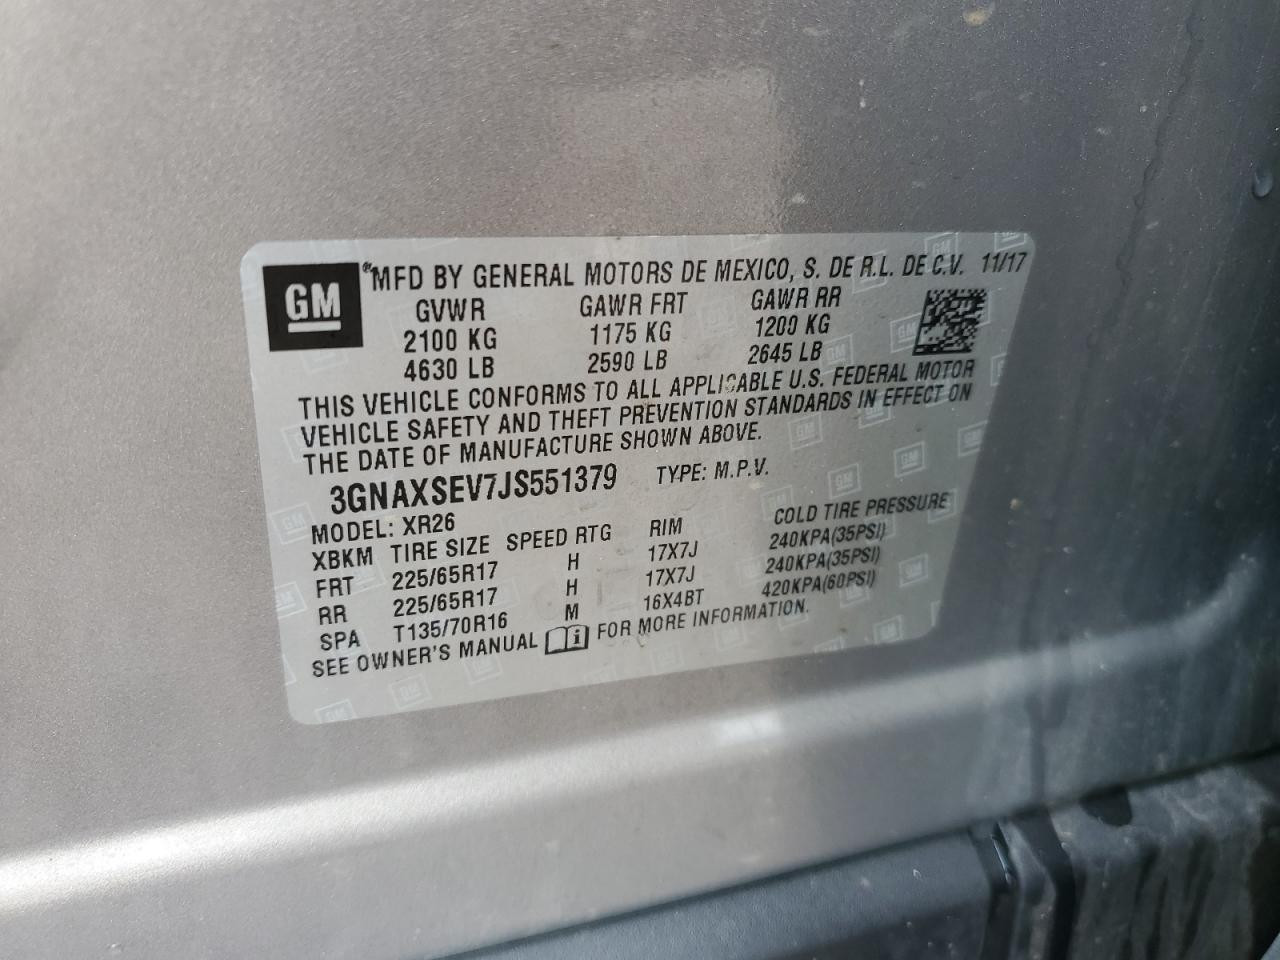 GM
MFD BY GENERAL MOTORS DE MEXICO, S. DE R.L. DE C.V. 11/17
GVWR GAWR FRT GAWR RR
2100 KG 1175 KG 1200 KG
4630 LB 2590 LB 2645 LB
THIS VEHICLE CONFORMS TO ALL APPLICABLE U.S. FEDERAL MOTOR
VEHICLE SAFETY AND THEFT PREVENTION STANDARDS IN EFFECT ON
THE DATE OF MANUFACTURE SHOWN ABOVE.
3GNAXSEV7JS551379 TYPE: M.P.V.
MODEL: XR26
XBKM TIRE SIZE SPEED RTG RIM COLD TIRE PRESSURE
FRT 225/65R17 H 17X7J 240KPA(35PSI)
RR 225/65R17 H 17X7J 240KPA(35PSI)
SPA T135/70R16 M 16X4BT 420KPA(60PSI)
SEE OWNER'S MANUAL FOR MORE INFORMATION.